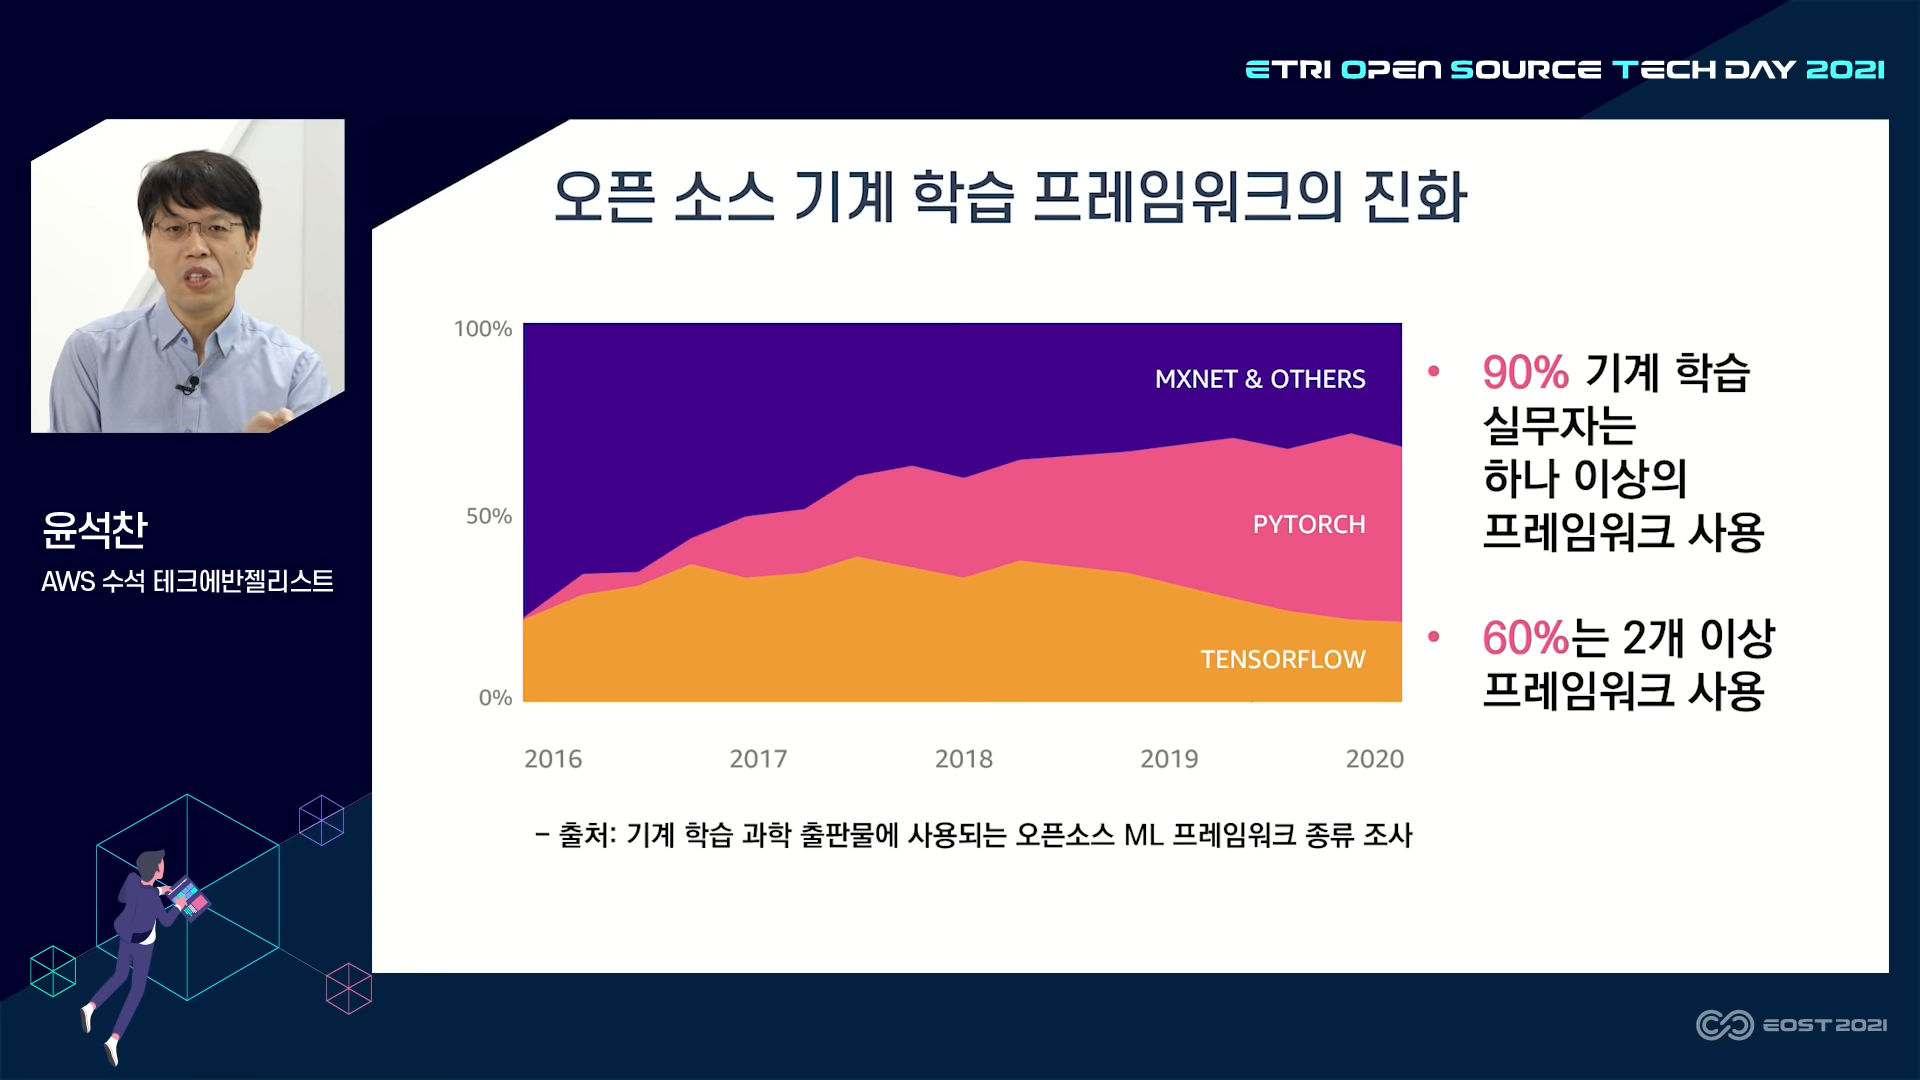 ETRI OPEN SOURCE TECH DAY 2021
오픈 소스 기계 학습 프레임워크의 진화
윤석찬
AWS 수석 테크에반젤리스트
100%
50%
0%
MXNET & OTHERS
PYTORCH
TENSORFLOW
2016 2017 2018 2019 2020
• 90% 기계 학습
실무자는
하나 이상의
프레임워크 사용
• 60%는 2개 이상
프레임워크 사용
– 출처: 기계 학습 과학 출판물에 사용되는 오픈소스 ML 프레임워크 종류 조사
EOST 2021